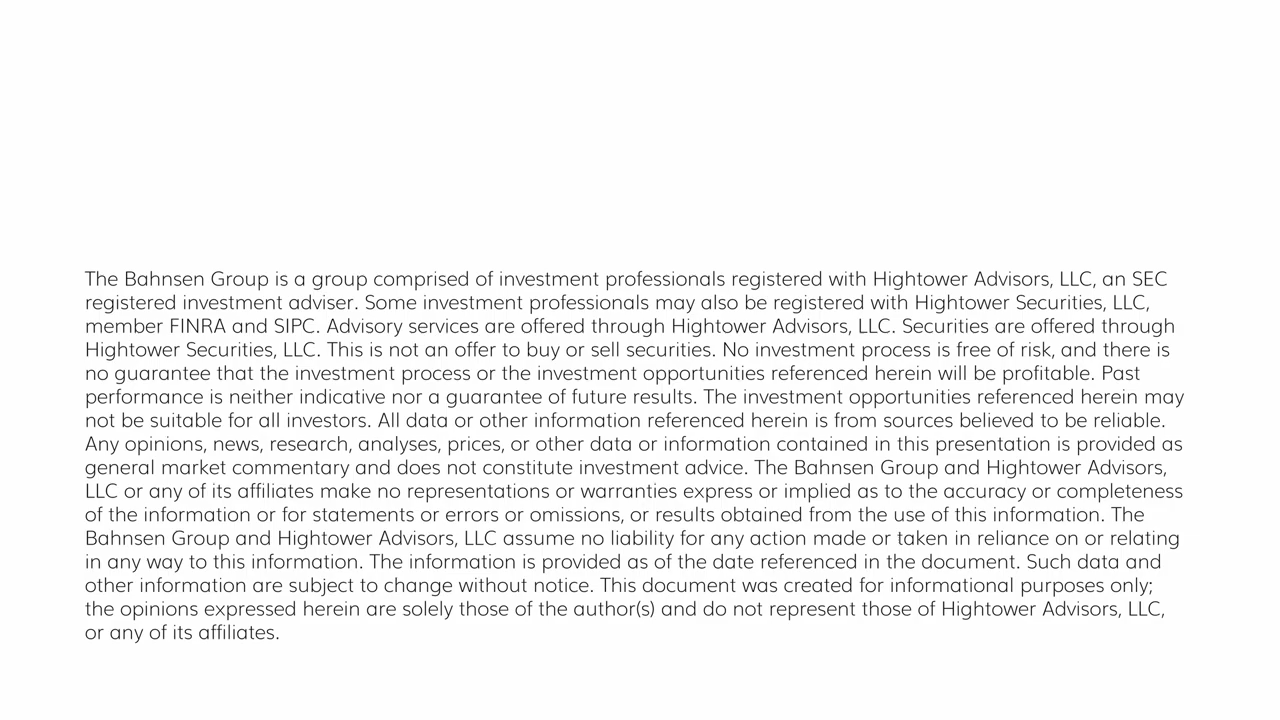 The Bahnsen Group is a group comprised of investment professionals registered with Hightower Advisors, LLC, an SEC
registered investment adviser. Some investment professionals may also be registered with Hightower Securities, LLC,
member FINRA and SIPC. Advisory services are offered through Hightower Advisors, LLC. Securities are offered through
Hightower Securities, LLC. This is not an offer to buy or sell securities. No investment process is free of risk, and there is
no guarantee that the investment process or the investment opportunities referenced herein will be profitable. Past
performance is neither indicative nor a guarantee of future results. The investment opportunities referenced herein may
not be suitable for all investors. All data or other information referenced herein is from sources believed to be reliable.
Any opinions, news, research, analyses, prices, or other data or information contained in this presentation is provided as
general market commentary and does not constitute investment advice. The Bahnsen Group and Hightower Advisors,
LLC or any of its affiliates make no representations or warranties express or implied as to the accuracy or completeness
of the information or for statements or errors or omissions, or results obtained from the use of this information. The
Bahnsen Group and Hightower Advisors, LLC assume no liability for any action made or taken in reliance on or relating
in any way to this information. The information is provided as of the date referenced in the document. Such data and
other information are subject to change without notice. This document was created for informational purposes only;
the opinions expressed herein are solely those of the author(s) and do not represent those of Hightower Advisors, LLC,
or any of its affiliates.